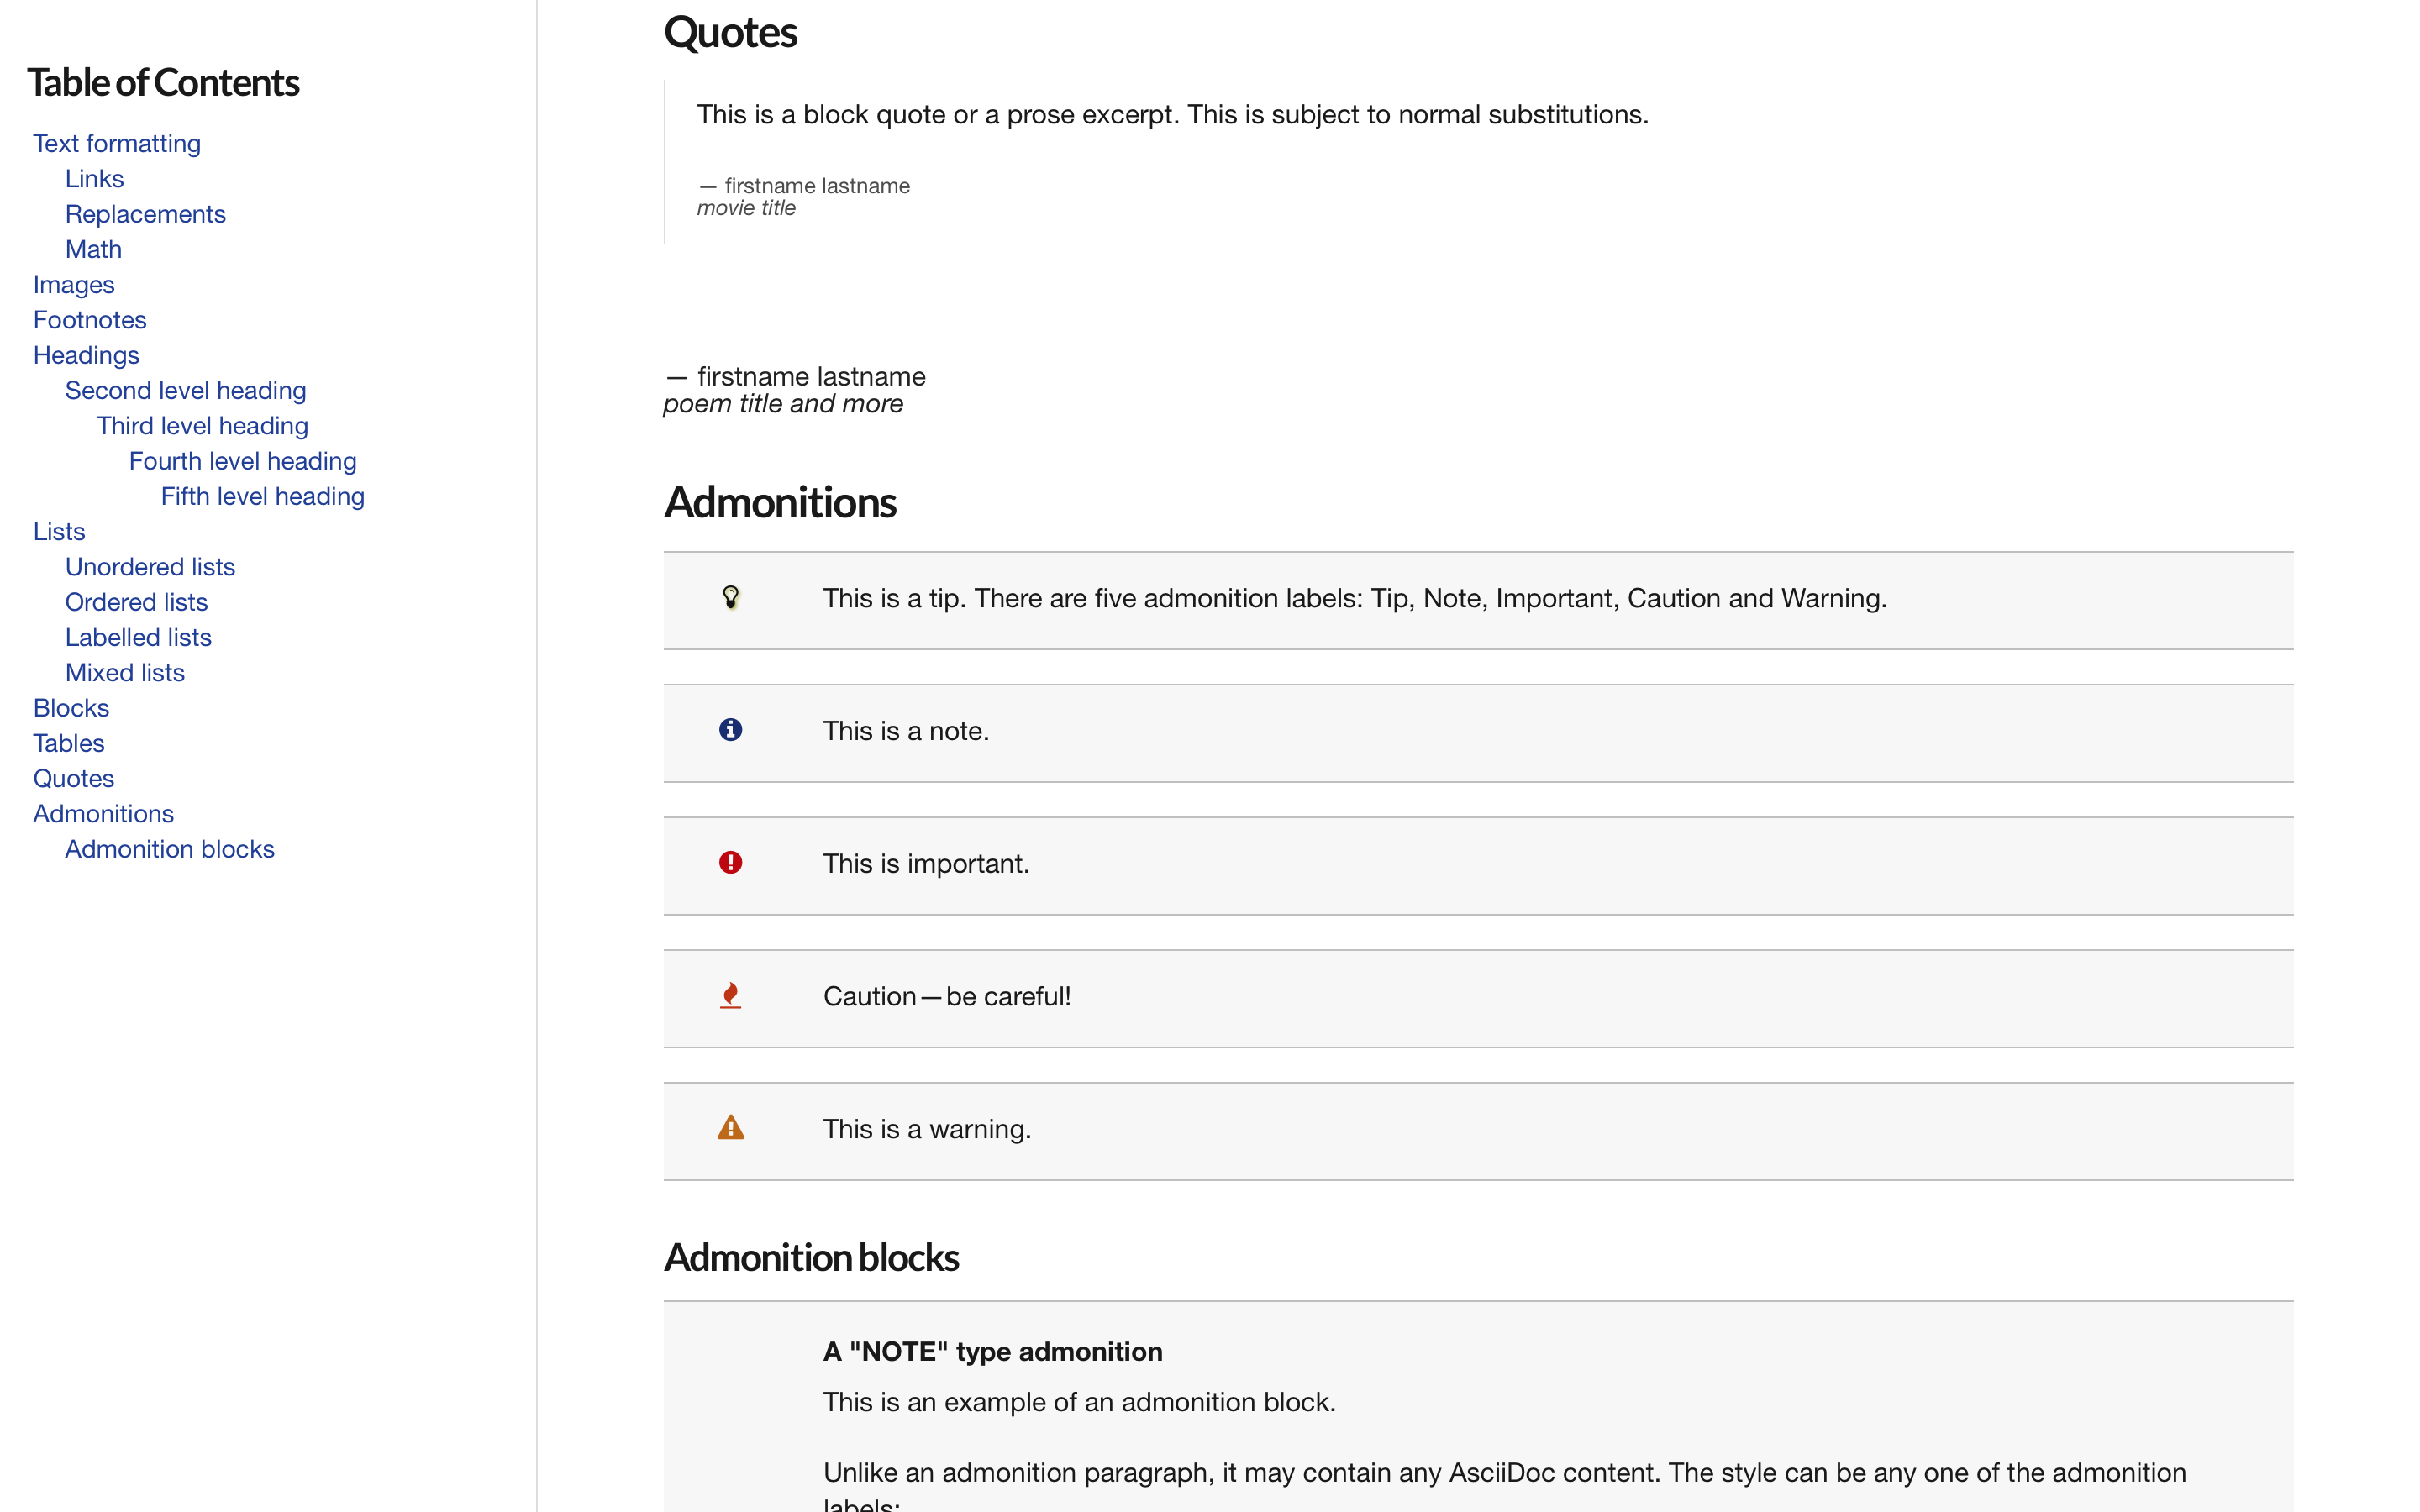 Table of Contents
Text formatting
Links
Replacements
Math
Images
Footnotes
Headings
Second level heading
Third level heading
Fourth level heading
Fifth level heading
Lists
Unordered lists
Ordered lists
Labelled lists
Mixed lists
Blocks
Tables
Quotes
Admonitions
Admonition blocks
Quotes
This is a block quote or a prose excerpt. This is subject to normal substitutions.
— firstname lastname
movie title
— firstname lastname
poem title and more
Admonitions
This is a tip. There are five admonition labels: Tip, Note, Important, Caution and Warning.
This is a note.
This is important.
Caution — be careful!
This is a warning.
Admonition blocks
A "NOTE" type admonition
This is an example of an admonition block.
Unlike an admonition paragraph, it may contain any AsciiDoc content. The style can be any one of the admonition
labels: